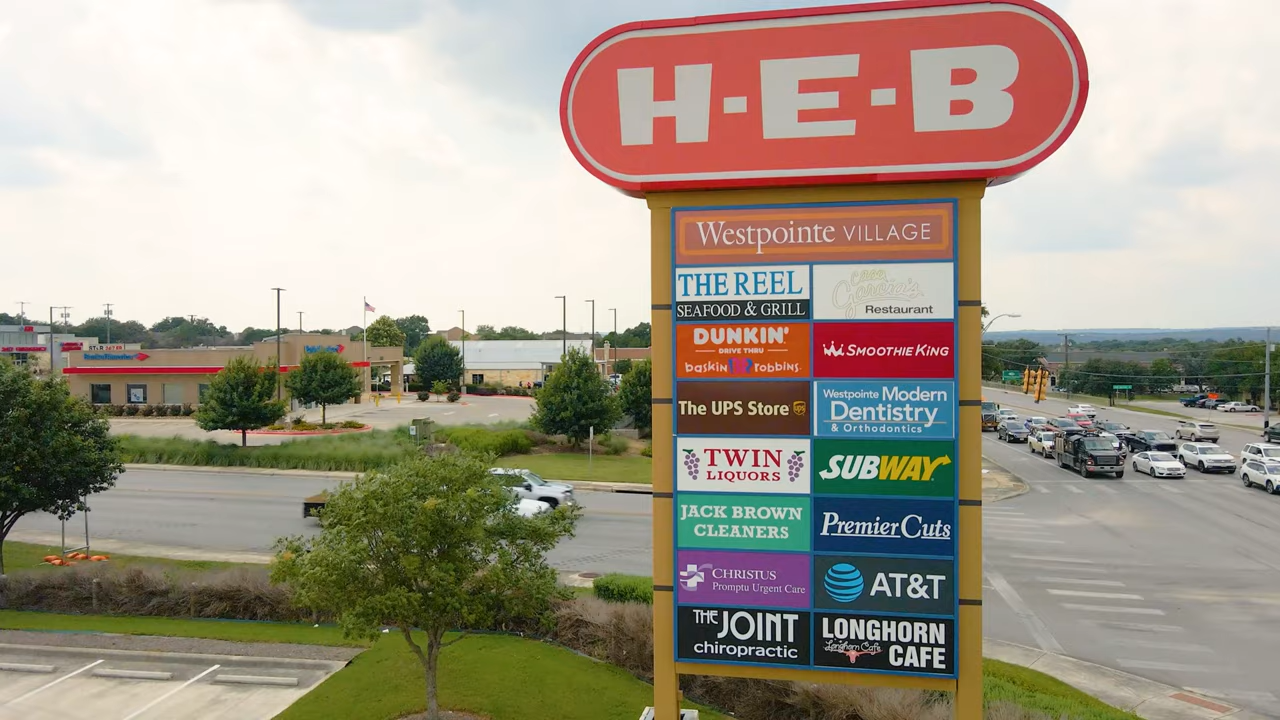 H-E-B
Westpointe VILLAGE
THE REEL
SEAFOOD & GRILL
Garcia's
Restaurant
DUNKIN'
DRIVE THRU
baskin robbins
SMOOTHIE KING
The UPS Store
ups
Westpointe Modern
Dentistry
& Orthodontics
TWIN
LIQUORS
SUBWAY
JACK BROWN
CLEANERS
Premier Cuts
CHRISTUS
Promptu Urgent Care
AT&T
THE JOINT
chiropractic
LONGHORN
Longhorn Cafe
CAFE